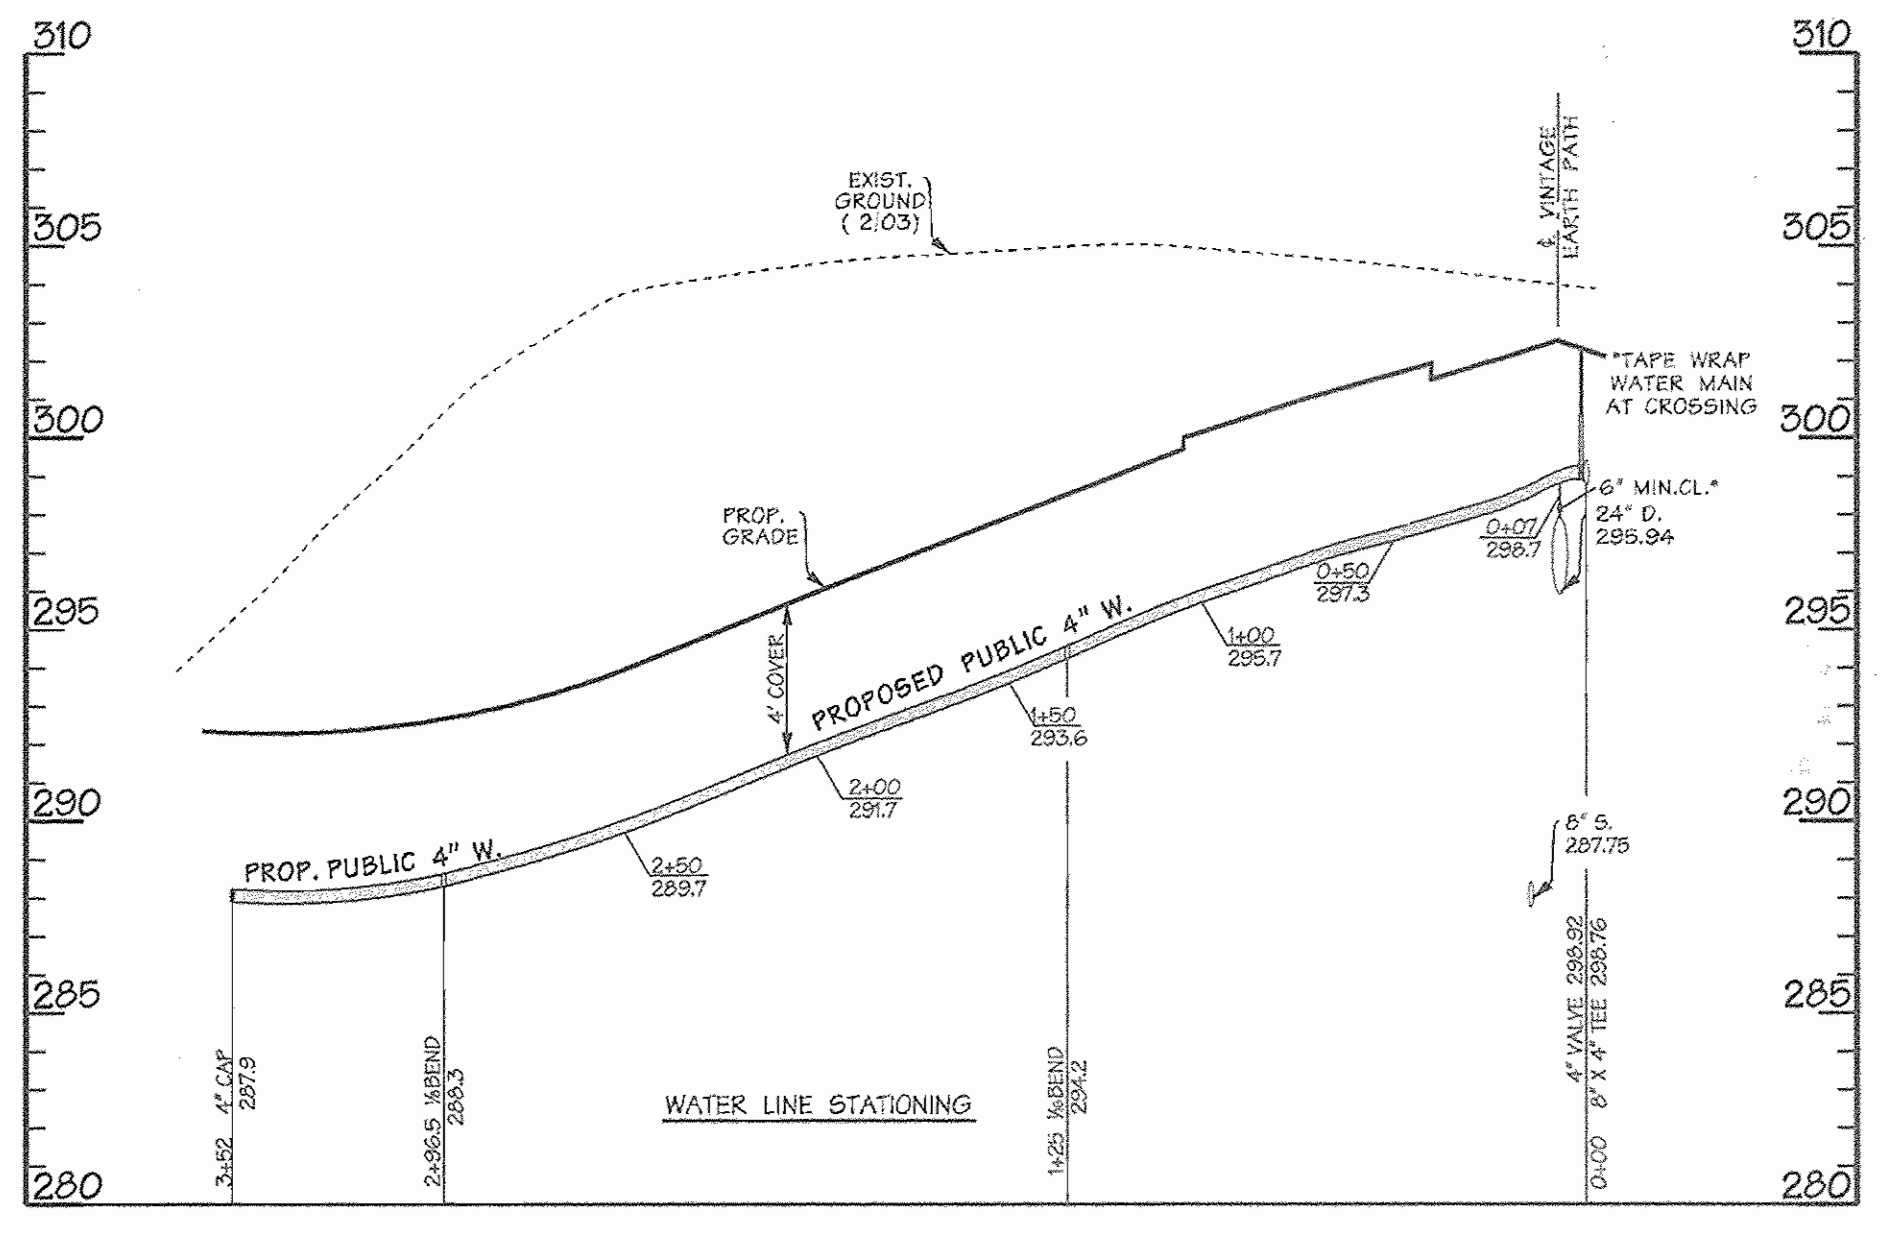 310
310
305
305
300
300
295
295
290
290
285
285
280
280
EXIST.
GROUND
( 2/03)
℄ VINTAGE
EARTH PATH
*TAPE WRAP
WATER MAIN
AT CROSSING
6" MIN.CL.*
24" D.
295.94
0+07
298.7
0+50
297.3
1+00
295.7
PROP.
GRADE
4' COVER
PROPOSED PUBLIC 4" W.
1+50
293.6
2+00
291.7
2+50
289.7
PROP. PUBLIC 4" W.
8" S.
287.75
3+52 4" CAP
287.9
2+96.5 ⅛ BEND
288.3
1+25 1/16 BEND
294.2
4" VALVE 298.92
0+00 8" X 4" TEE 298.76
WATER LINE STATIONING